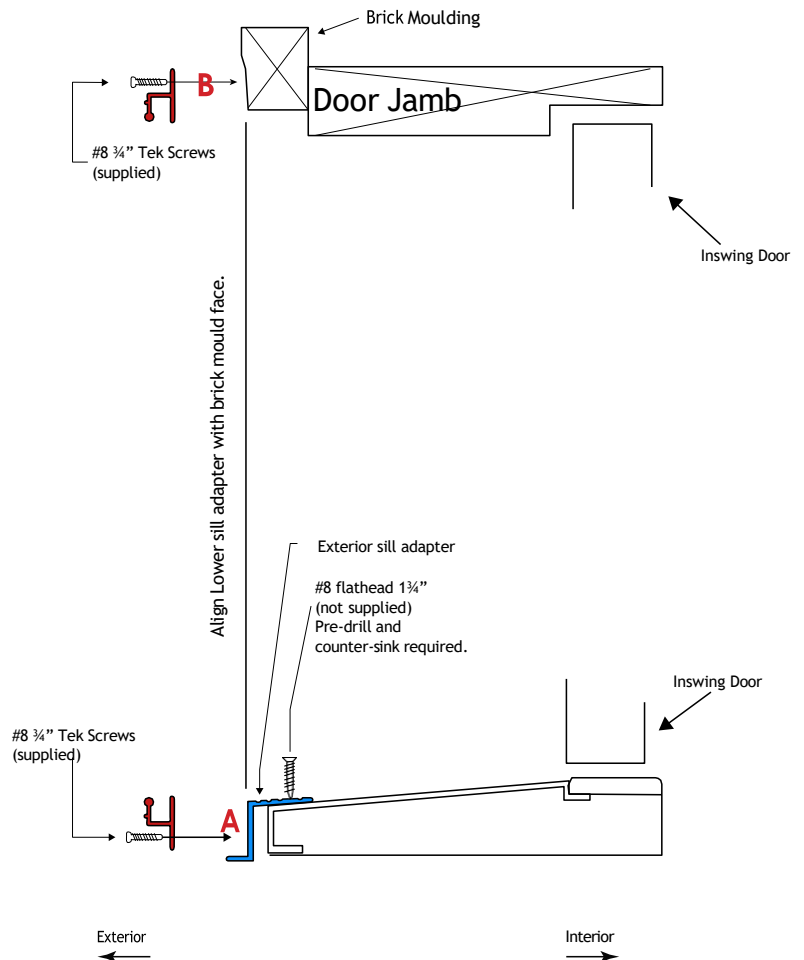 Brick Moulding
B
Door Jamb
#8 ¾” Tek Screws
(supplied)
Inswing Door
Align Lower sill adapter with brick mould face.
Exterior sill adapter
#8 flathead 1¾”
(not supplied)
Pre-drill and
counter-sink required.
Inswing Door
#8 ¾” Tek Screws
(supplied)
A
Exterior
Interior